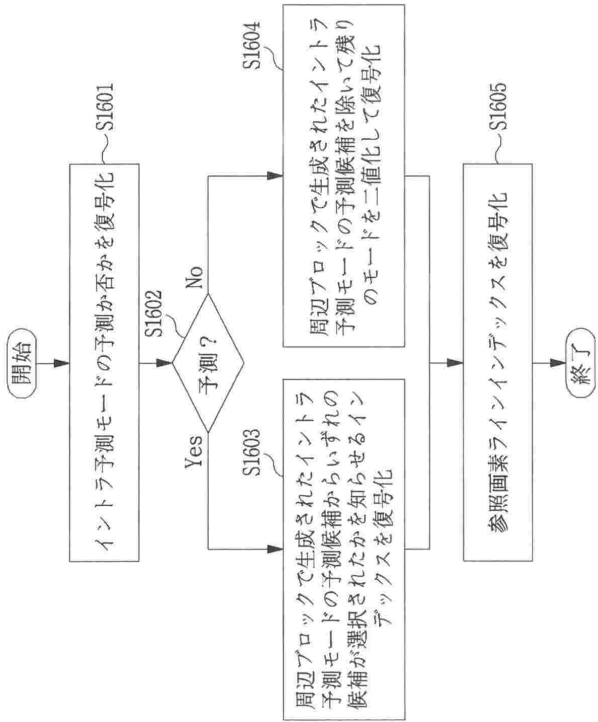 開始
S1601
イントラ予測モードの予測か否かを復号化
S1602
予測？
Yes
No
S1603
周辺ブロックで生成されたイントラ
予測モードの予測候補からいずれの
候補が選択されたかを知らせるイン
デックスを復号化
S1604
周辺ブロックで生成されたイントラ
予測モードの予測候補を除いて残り
のモードを二値化して復号化
S1605
参照画素ラインインデックスを復号化
終了